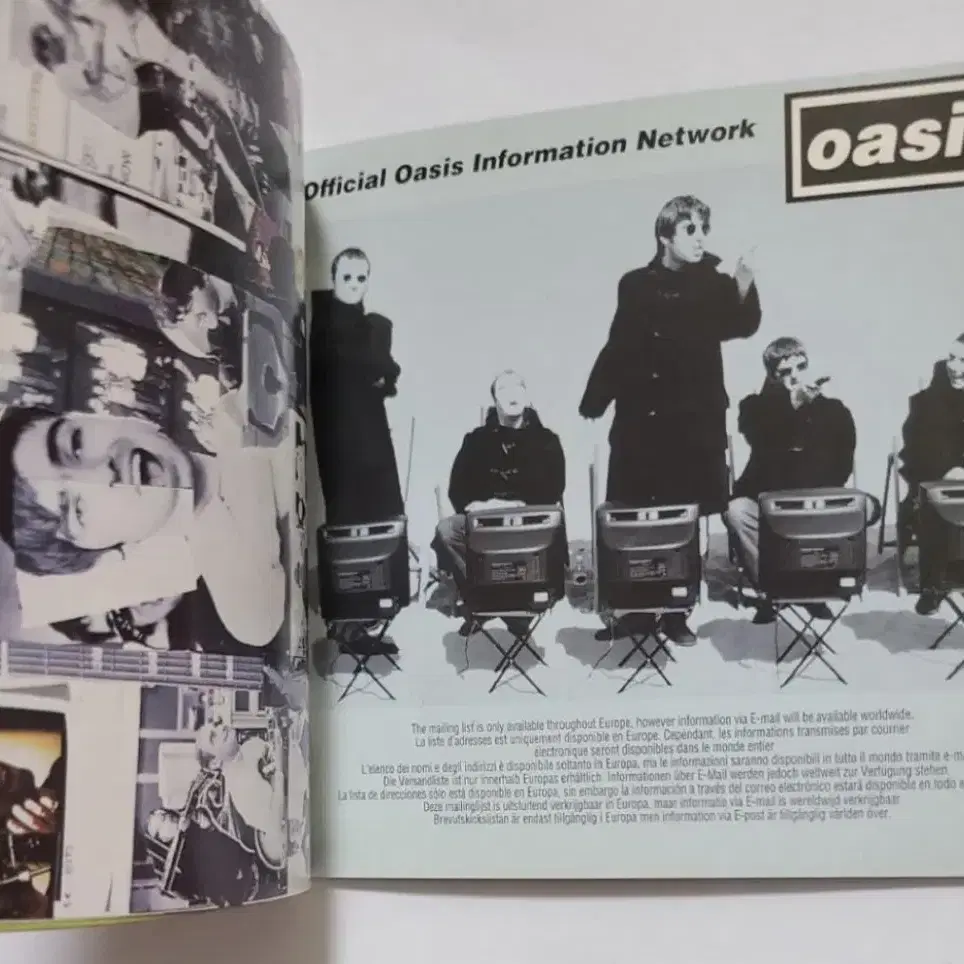 Official Oasis Information Network
oasi
The mailing list is only available throughout Europe, however information via E-mail will be available worldwide.
La liste d'adresses est uniquement disponible en Europe. Cependant, les informations transmises par courrier
électronique seront disponibles dans le monde entier
L'elenco dei nomi e degli indirizzi è disponibile soltanto in Europa, ma le informazioni saranno disponibili in tutto il mondo tramite e-ma
Die Versandliste ist nur innerhalb Europas erhältlich. Informationen über E-Mail werden jedoch weltweit zur Verfügung stehen.
La lista de direcciones sólo está disponible en Europa, sin embargo la información a través del correo electrónico estará disponible en todo e
Deze mailinglijst is uitsluitend verkrijgbaar in Europa, maar informatie via E-mail is wereldwijd verkrijgbaar
Brevutskickslistan är endast tillgänglig i Europa men information via E-post är tillgänglig världen över.